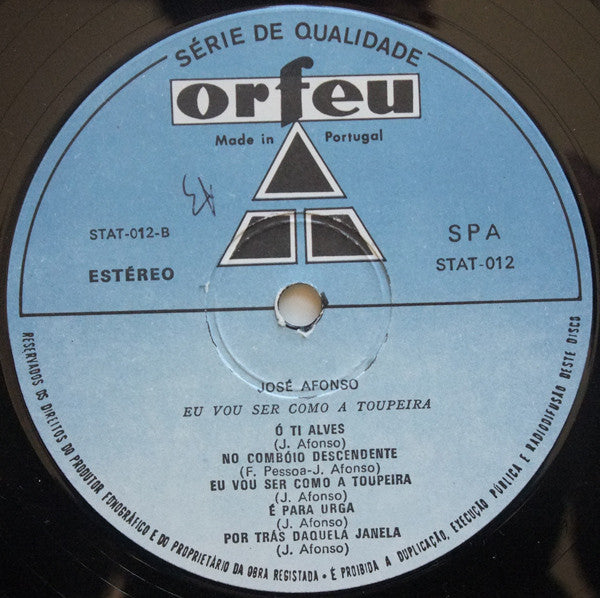 SÉRIE DE QUALIDADE
orfeu
Made in Portugal
STAT-012-B
ESTÉREO
SPA
STAT-012
JOSÉ AFONSO
EU VOU SER COMO A TOUPEIRA
Ó TI ALVES
(J. Afonso)
NO COMBÓIO DESCENDENTE
(F. Pessoa-J. Afonso)
EU VOU SER COMO A TOUPEIRA
(J. Afonso)
É PARA URGA
(J. Afonso)
POR TRÁS DAQUELA JANELA
(J. Afonso)
RESERVADOS OS DIREITOS DO PRODUTOR FONOGRÁFICO E DO PROPRIETÁRIO DA OBRA REGISTADA • É PROIBIDA A DUPLICAÇÃO, EXECUÇÃO PÚBLICA E RADIODIFUSÃO DESTE DISCO